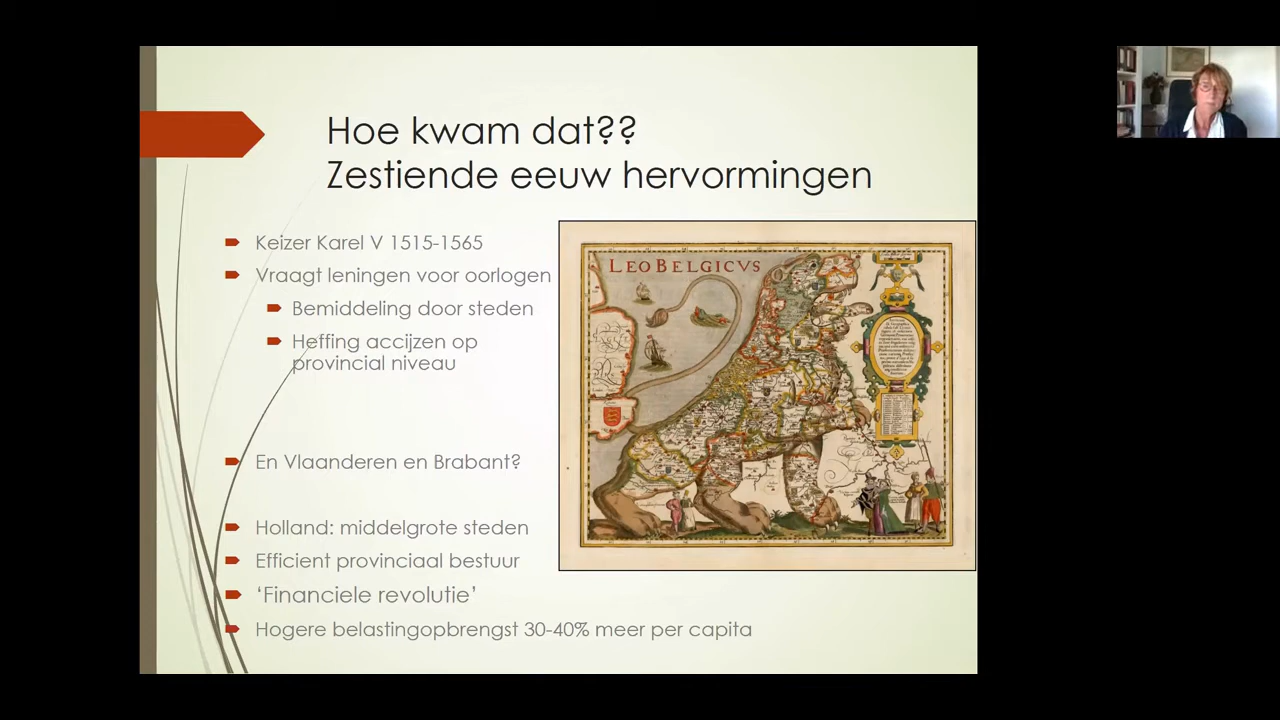 Hoe kwam dat??
Zestiende eeuw hervormingen
Keizer Karel V 1515-1565
Vraagt leningen voor oorlogen
Bemiddeling door steden
Heffing accijzen op
provincial niveau
En Vlaanderen en Brabant?
Holland: middelgrote steden
Efficient provinciaal bestuur
‘Financiele revolutie’
Hogere belastingopbrengst 30-40% meer per capita
LEO BELGICVS